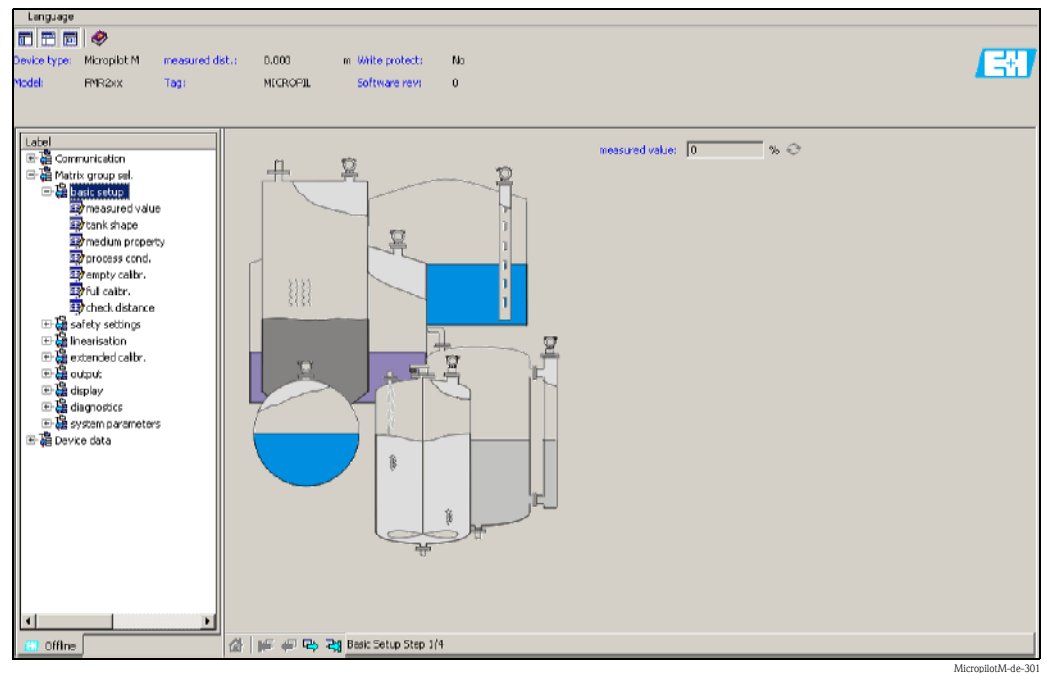 Language
Device type: Micropilot M measured dist.: 0.000 m Write protect: No
Model: FMR2xx Tag: MICROPIL Software rev: 0
E+H
Label
Communication
Matrix group sel.
basic setup
measured value
tank shape
medium property
process cond.
empty calibr.
full calibr.
check distance
safety settings
linearisation
extended calibr.
output
display
diagnostics
system parameters
Device data
measured value: 0 %
Offline
Basic Setup Step 1/4
MicropilotM-de-301